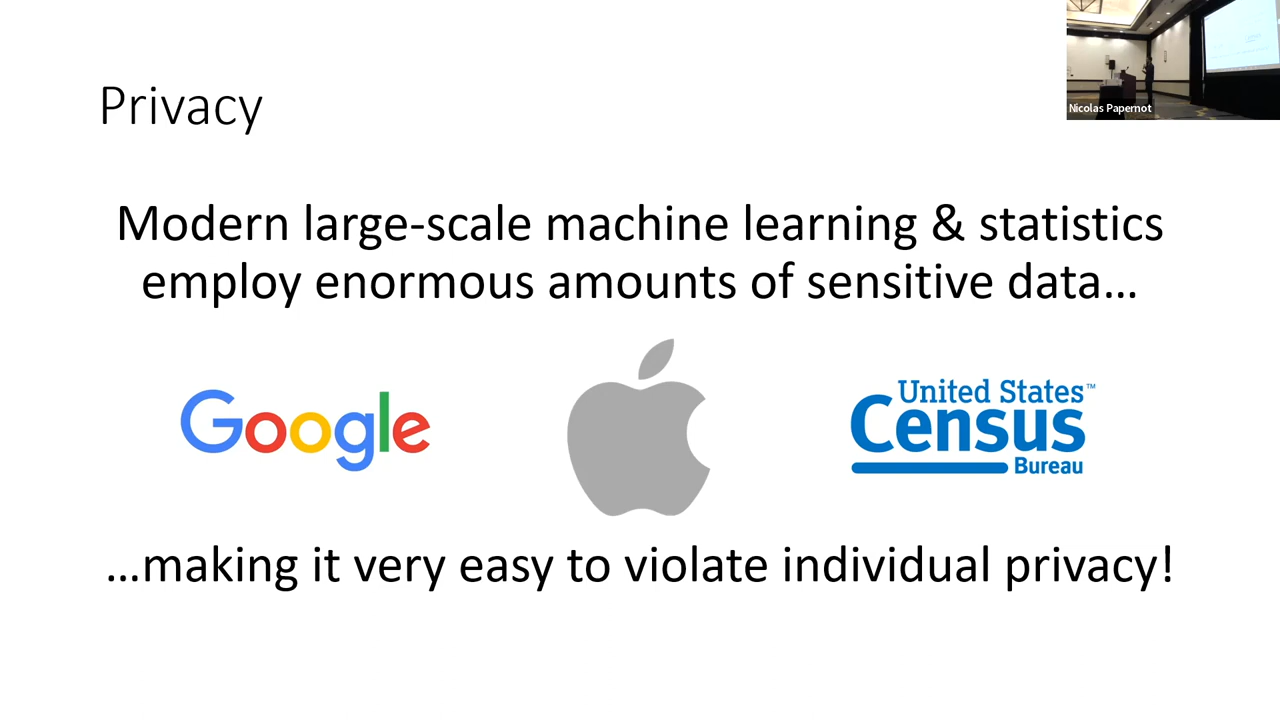 Privacy
Nicolas Papernot
Modern large-scale machine learning & statistics
employ enormous amounts of sensitive data…
Google
United States™
Census
Bureau
…making it very easy to violate individual privacy!